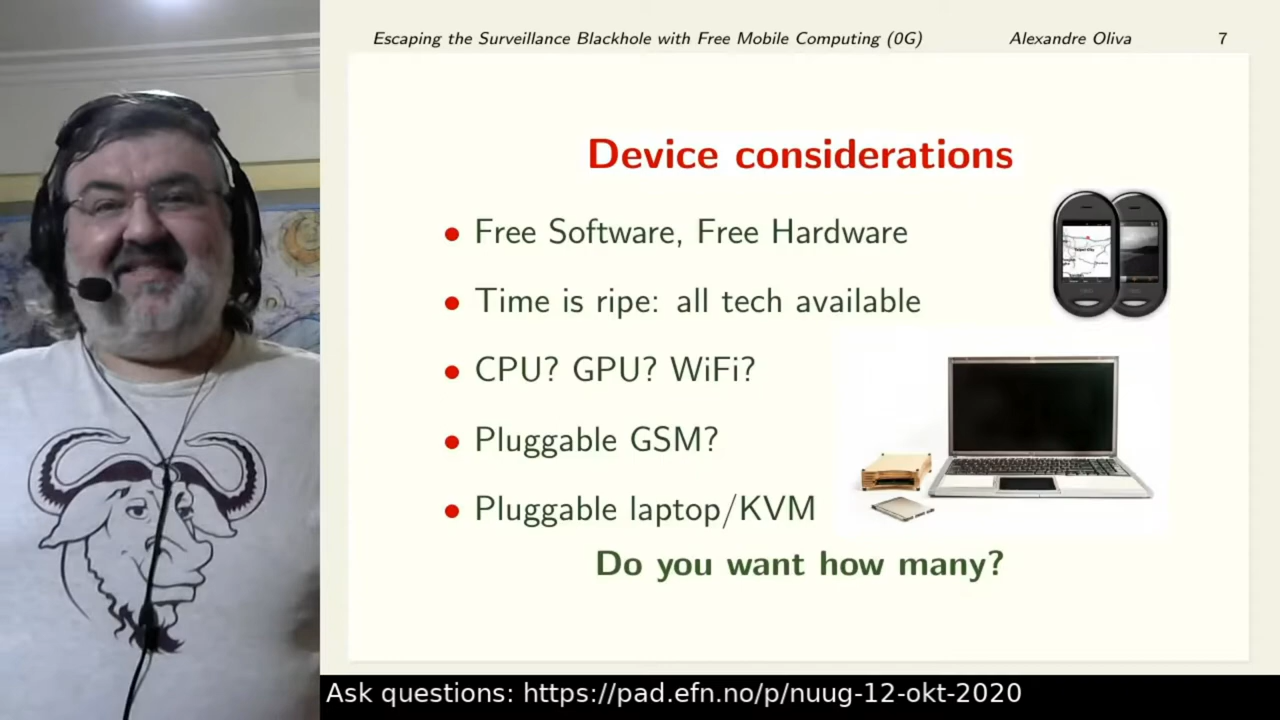 Escaping the Surveillance Blackhole with Free Mobile Computing (0G) Alexandre Oliva 7
Device considerations
• Free Software, Free Hardware
• Time is ripe: all tech available
• CPU? GPU? WiFi?
• Pluggable GSM?
• Pluggable laptop/KVM
Do you want how many?
Ask questions: https://pad.efn.no/p/nuug-12-okt-2020